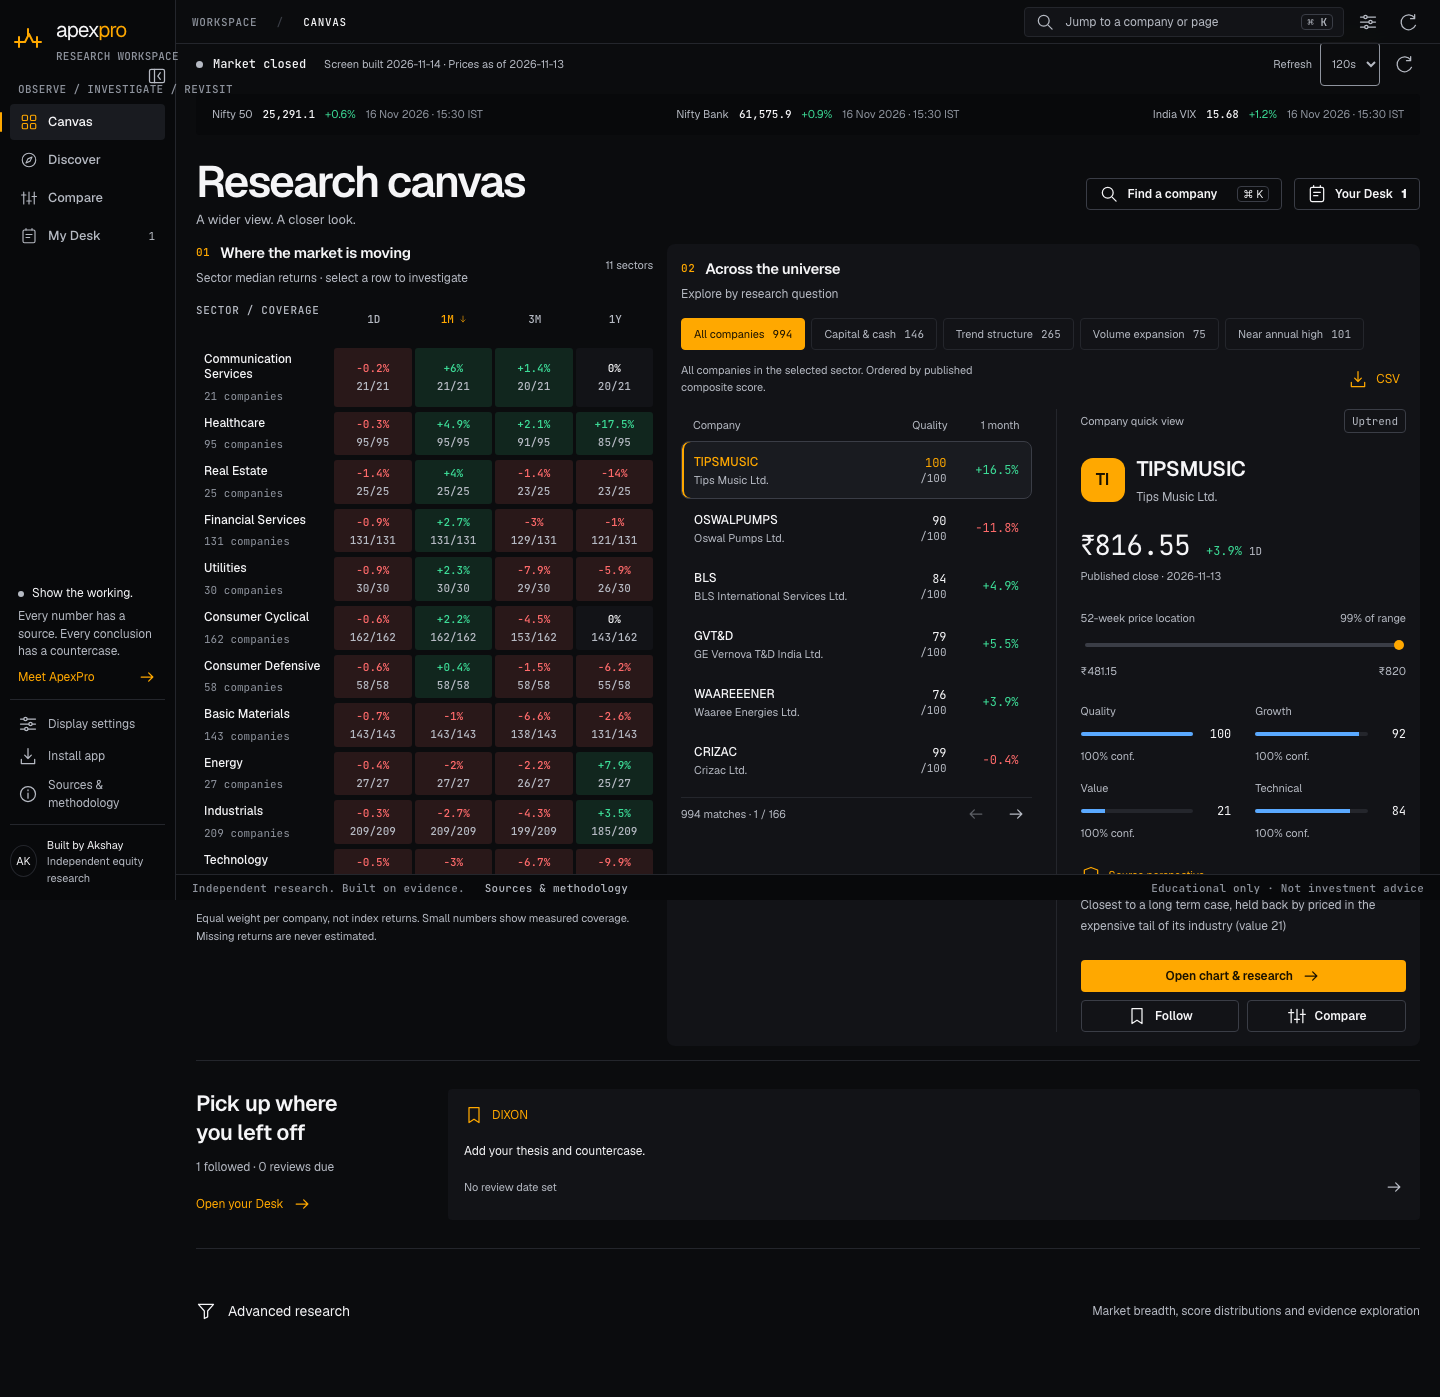 apexpro
RESEARCH WORKSPACE
OBSERVE / INVESTIGATE / REVISIT
Canvas
Discover
Compare
My Desk 1
Show the working.
Every number has a
source. Every conclusion
has a countercase.
Meet ApexPro
Display settings
Install app
Sources &
methodology
AK
Built by Akshay
Independent equity
research
WORKSPACE / CANVAS
Jump to a company or page ⌘ K
Market closed Screen built 2026-11-14 · Prices as of 2026-11-13
Refresh 120s
Nifty 50 25,291.1 +0.6% 16 Nov 2026 · 15:30 IST
Nifty Bank 61,575.9 +0.9% 16 Nov 2026 · 15:30 IST
India VIX 15.68 +1.2% 16 Nov 2026 · 15:30 IST
Research canvas
A wider view. A closer look.
Find a company ⌘ K
Your Desk 1
01 Where the market is moving
Sector median returns · select a row to investigate
11 sectors
SECTOR / COVERAGE 1D 1M ↓ 3M 1Y
Communication
Services
21 companies
-0.2% +6% +1.4% 0%
21/21 21/21 20/21 20/21
Healthcare -0.3% +4.9% +2.1% +17.5%
95 companies 95/95 95/95 91/95 85/95
Real Estate -1.4% +4% -1.4% -14%
25 companies 25/25 25/25 23/25 23/25
Financial Services -0.9% +2.7% -3% -1%
131 companies 131/131 131/131 129/131 121/131
Utilities -0.9% +2.3% -7.9% -5.9%
30 companies 30/30 30/30 29/30 26/30
Consumer Cyclical -0.6% +2.2% -4.5% 0%
162 companies 162/162 162/162 153/162 143/162
Consumer Defensive -0.6% +0.4% -1.5% -6.2%
58 companies 58/58 58/58 58/58 55/58
Basic Materials -0.7% -1% -6.6% -2.6%
143 companies 143/143 143/143 138/143 131/143
Energy -0.4% -2% -2.2% +7.9%
27 companies 27/27 27/27 26/27 25/27
Industrials -0.3% -2.7% -4.3% +3.5%
209 companies 209/209 209/209 199/209 185/209
Technology -0.5% -3% -6.7% -9.9%
Equal weight per company, not index returns. Small numbers show measured coverage.
Missing returns are never estimated.
02 Across the universe
Explore by research question
All companies 994
Capital & cash 146
Trend structure 265
Volume expansion 75
Near annual high 101
All companies in the selected sector. Ordered by published
composite score.
CSV
Company Quality 1 month
TIPSMUSIC 100 +16.5%
Tips Music Ltd. /100
OSWALPUMPS 90 -11.8%
Oswal Pumps Ltd. /100
BLS 84 +4.9%
BLS International Services Ltd. /100
GVT&D 79 +5.5%
GE Vernova T&D India Ltd. /100
WAAREEENER 76 +3.9%
Waaree Energies Ltd. /100
CRIZAC 99 -0.4%
Crizac Ltd. /100
994 matches · 1 / 166
Company quick view Uptrend
TI
TIPSMUSIC
Tips Music Ltd.
₹816.55 +3.9% 1D
Published close · 2026-11-13
52-week price location 99% of range
₹481.15 ₹820
Quality Growth
100 92
100% conf. 100% conf.
Value Technical
21 84
100% conf. 100% conf.
Closest to a long term case, held back by priced in the
expensive tail of its industry (value 21)
Open chart & research
Follow
Compare
Independent research. Built on evidence. Sources & methodology
Educational only · Not investment advice
Pick up where
you left off
1 followed · 0 reviews due
Open your Desk
DIXON
Add your thesis and countercase.
No review date set
Advanced research
Market breadth, score distributions and evidence exploration